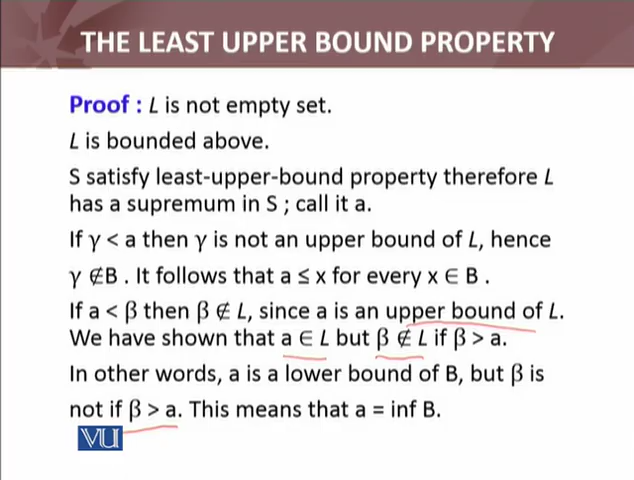 THE LEAST UPPER BOUND PROPERTY
Proof : L is not empty set.
L is bounded above.
S satisfy least-upper-bound property therefore L
has a supremum in S ; call it a.
If γ < a then γ is not an upper bound of L, hence
γ ∉B . It follows that a ≤ x for every x ∈ B .
If a < β then β ∉ L, since a is an upper bound of L.
We have shown that a ∈ L but β ∉ L if β > a.
In other words, a is a lower bound of B, but β is
not if β > a. This means that a = inf B.
VU